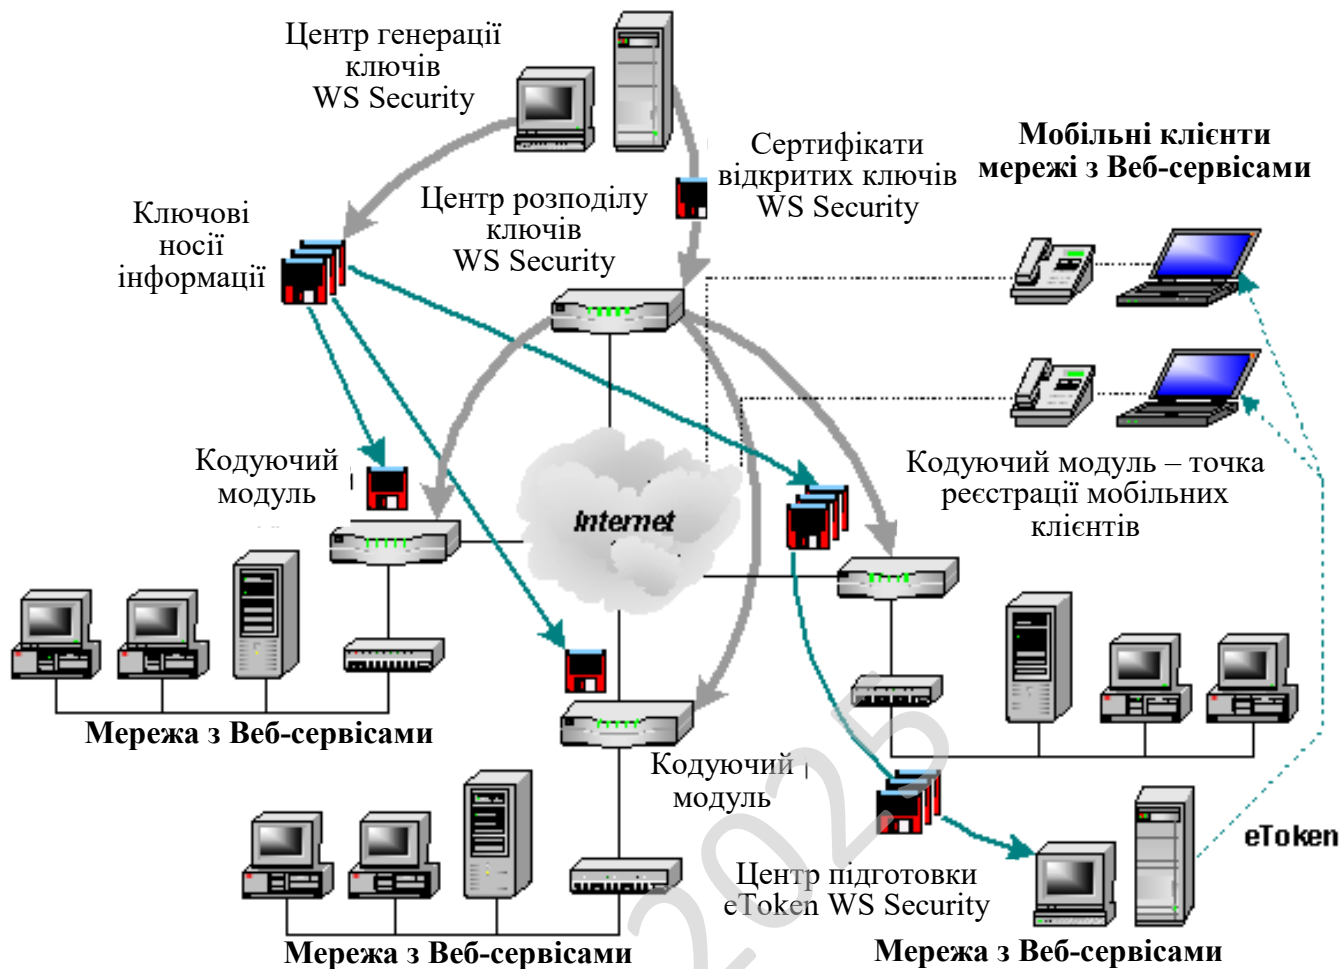 Центр генерації
ключів
WS Security
Сертифікати
відкритих ключів
WS Security
Мобільні клієнти
мережі з Веб-сервісами
Ключові
носії
інформації
Центр розподілу
ключів
WS Security
Кодуючий
модуль
Internet
Кодуючий модуль – точка
реєстрації мобільних
клієнтів
Мережа з Веб-сервісами
Кодуючий
модуль
eToken
Центр підготовки
eToken WS Security
Мережа з Веб-сервісами
Мережа з Веб-сервісами
2025